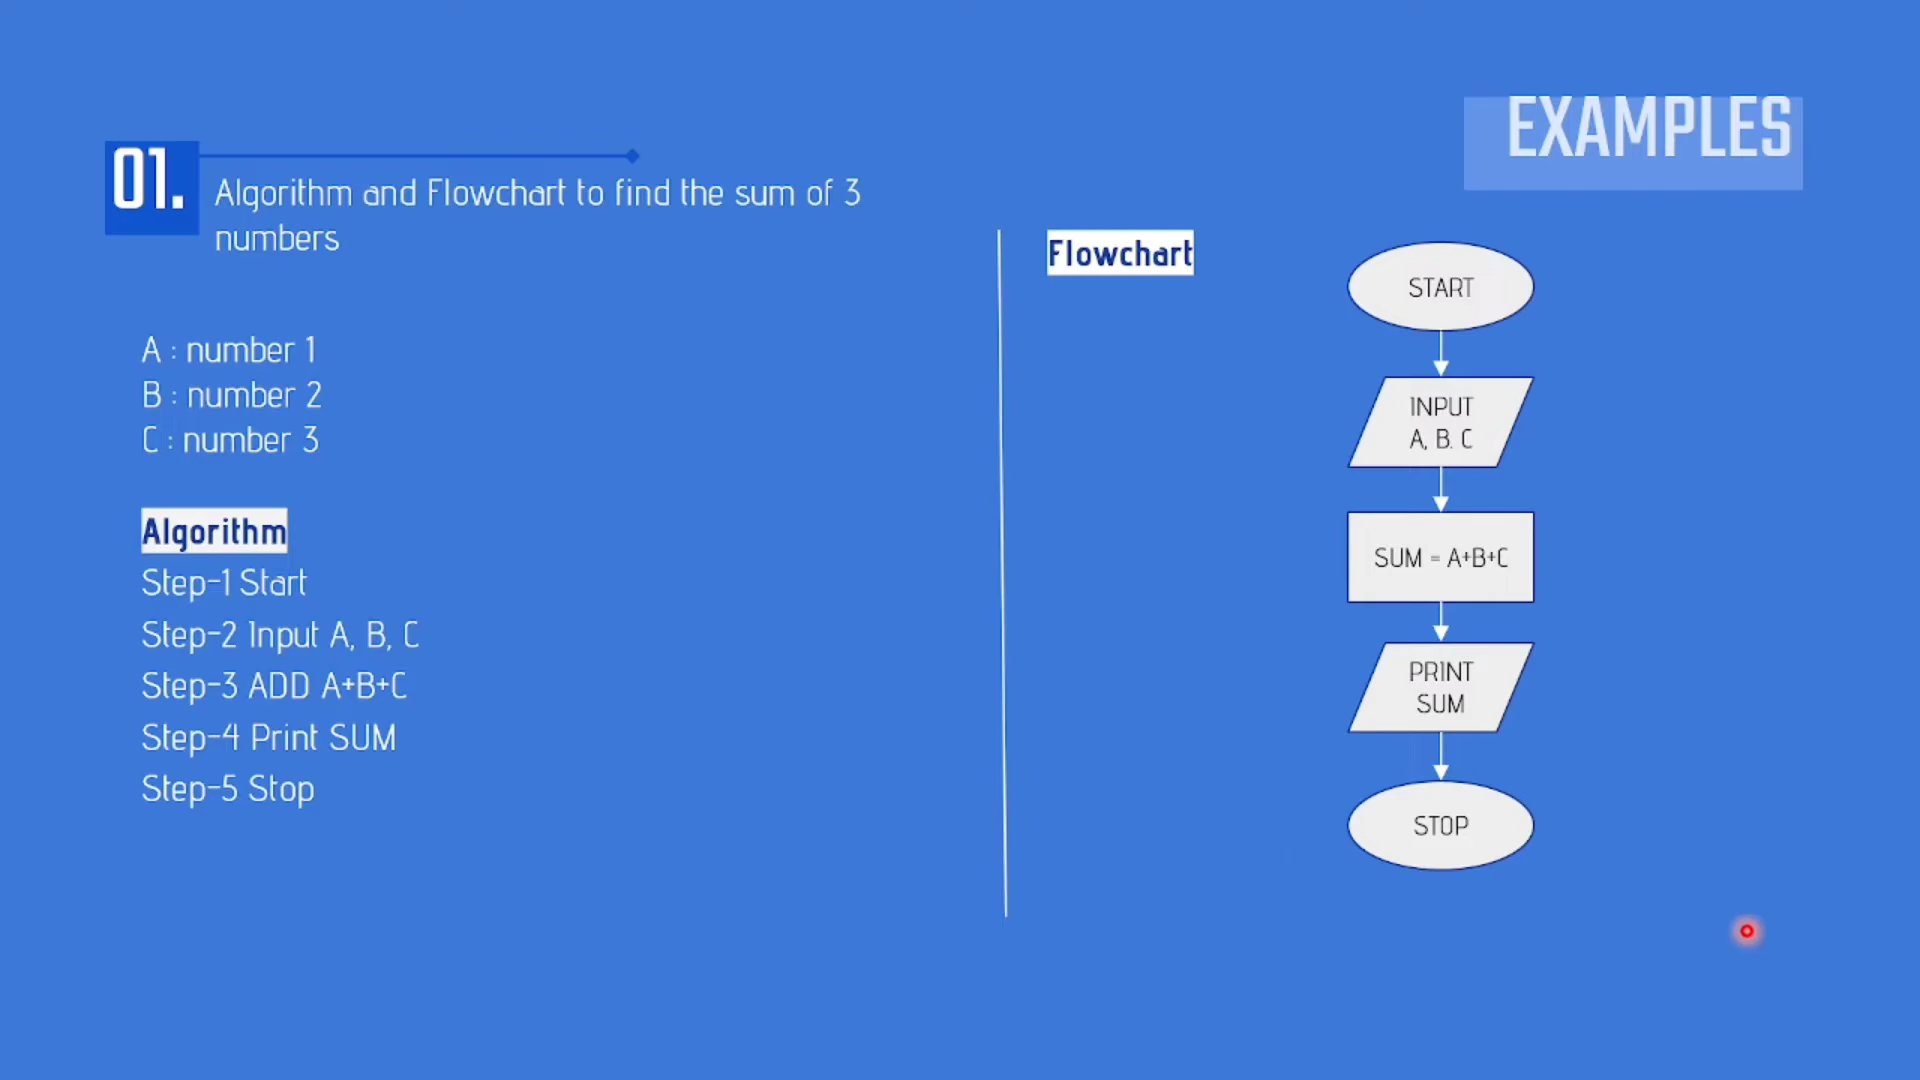 EXAMPLES
01.
Algorithm and Flowchart to find the sum of 3
numbers
A : number 1
B : number 2
C : number 3
Algorithm
Step-1 Start
Step-2 Input A, B, C
Step-3 ADD A+B+C
Step-4 Print SUM
Step-5 Stop
Flowchart
START
INPUT
A, B. C
SUM = A+B+C
PRINT
SUM
STOP